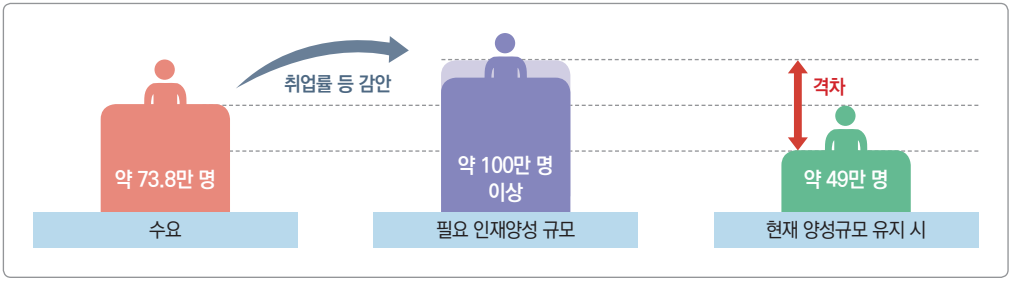 취업률 등 감안
격차
약 73.8만 명
약 100만 명
이상
약 49만 명
수요
필요 인재양성 규모
현재 양성규모 유지 시